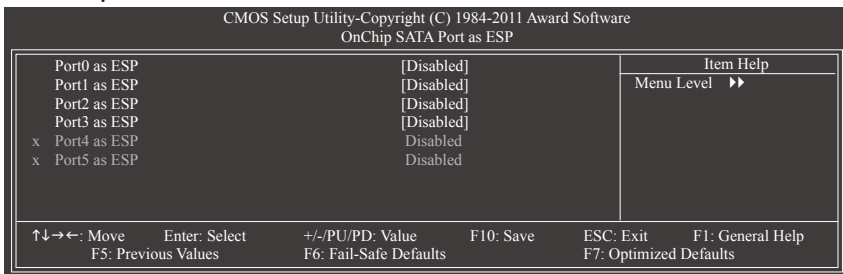 CMOS Setup Utility-Copyright (C) 1984-2011 Award Software
OnChip SATA Port as ESP
Port0 as ESP [Disabled]
Port1 as ESP [Disabled]
Port2 as ESP [Disabled]
Port3 as ESP [Disabled]
x Port4 as ESP Disabled
x Port5 as ESP Disabled
Item Help
Menu Level ▶▶
↑↓→←: Move Enter: Select +/-/PU/PD: Value F10: Save ESC: Exit F1: General Help
F5: Previous Values F6: Fail-Safe Defaults F7: Optimized Defaults